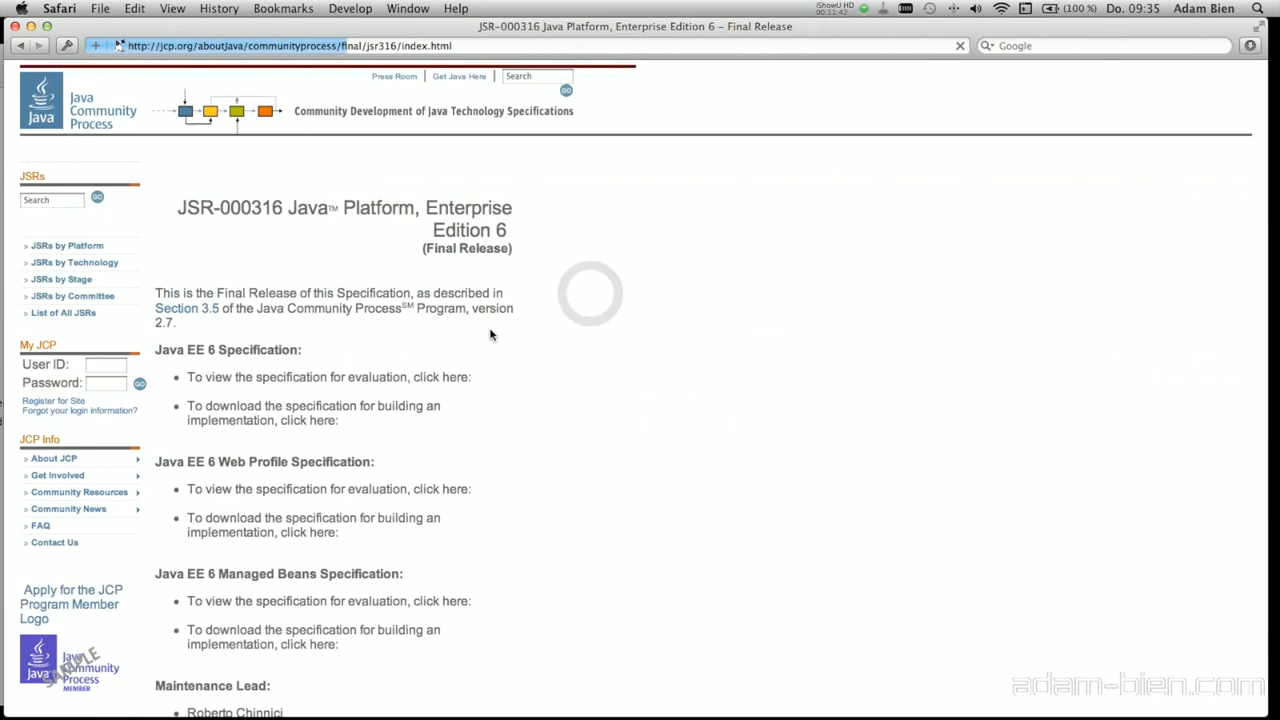 Safari File Edit View History Bookmarks Develop Window Help
iShowU HD
00:11:42
(100 %) Do. 09:35 Adam Bien
JSR-000316 Java Platform, Enterprise Edition 6 – Final Release
http://jcp.org/aboutJava/communityprocess/final/jsr316/index.html
Google
Press Room | Get Java Here | Search
GO
Java
Java
Community
Process
Community Development of Java Technology Specifications
JSRs
Search
GO
JSRs by Platform
JSRs by Technology
JSRs by Stage
JSRs by Committee
List of All JSRs
My JCP
User ID:
Password:
GO
Register for Site
Forgot your login information?
JCP Info
About JCP
Get Involved
Community Resources
Community News
FAQ
Contact Us
Apply for the JCP
Program Member
Logo
Java
Java
Community
Process
MEMBER
SAMPLE
JSR-000316 Java™ Platform, Enterprise
Edition 6
(Final Release)
This is the Final Release of this Specification, as described in
Section 3.5 of the Java Community Process℠ Program, version
2.7.
Java EE 6 Specification:
• To view the specification for evaluation, click here:
• To download the specification for building an
implementation, click here:
Java EE 6 Web Profile Specification:
• To view the specification for evaluation, click here:
• To download the specification for building an
implementation, click here:
Java EE 6 Managed Beans Specification:
• To view the specification for evaluation, click here:
• To download the specification for building an
implementation, click here:
Maintenance Lead:
• Roberto Chinnici
adam-bien.com